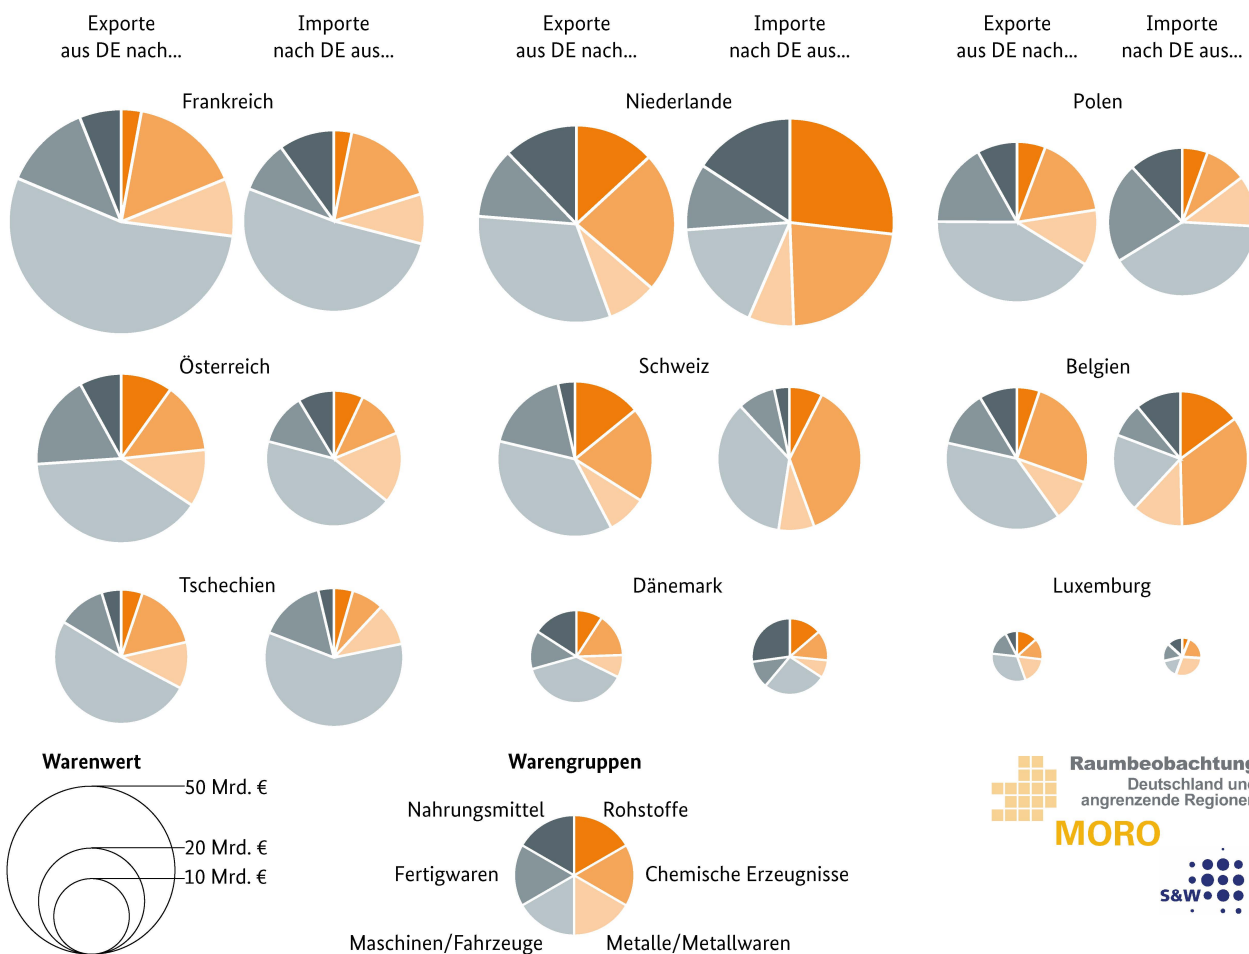 Exporte
aus DE nach...
Importe
nach DE aus...
Exporte
aus DE nach...
Importe
nach DE aus...
Exporte
aus DE nach...
Importe
nach DE aus...
Frankreich
Niederlande
Polen
Österreich
Schweiz
Belgien
Tschechien
Dänemark
Luxemburg
Warenwert
50 Mrd. €
20 Mrd. €
10 Mrd. €
Warengruppen
Nahrungsmittel
Rohstoffe
Fertigwaren
Chemische Erzeugnisse
Maschinen/Fahrzeuge
Metalle/Metallwaren
Raumbeobachtung
Deutschland und
angrenzende Regionen
MORO
S&W